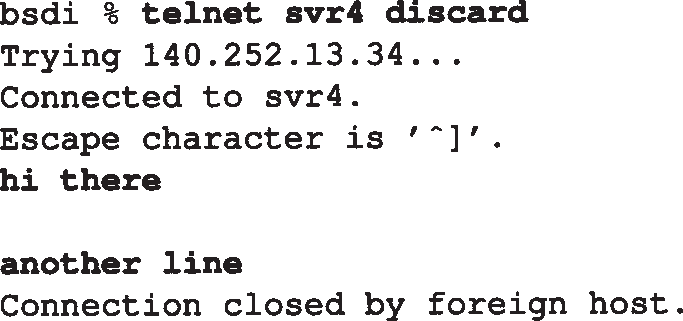 bsdi % telnet svr4 discard
Trying 140.252.13.34...
Connected to svr4.
Escape character is '^]'.
hi there
another line
Connection closed by foreign host.